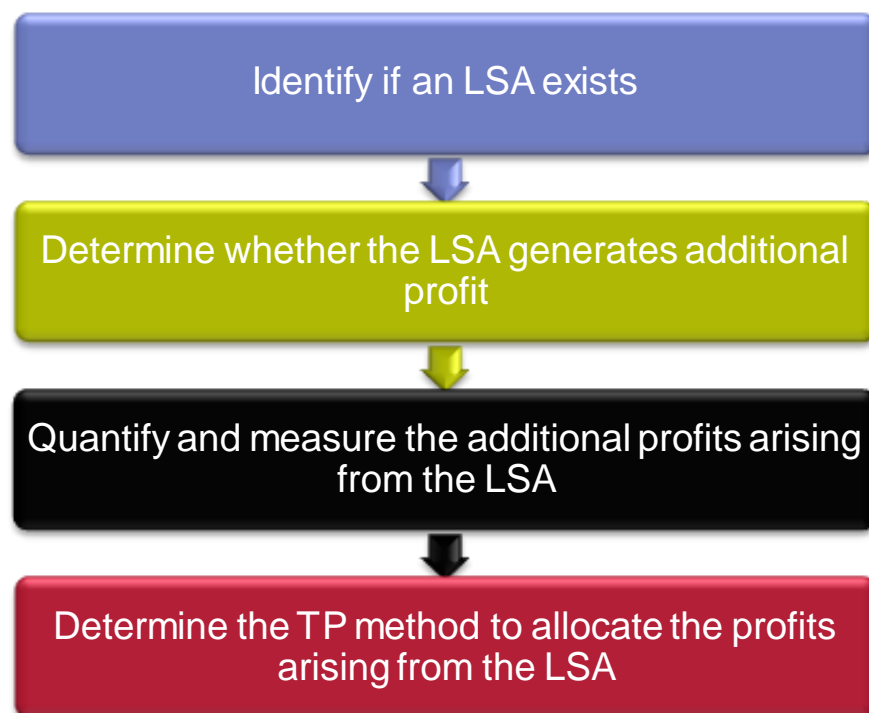 Identify if an LSA exists
Determine whether the LSA generates additional
profit
Quantify and measure the additional profits arising
from the LSA
Determine the TP method to allocate the profits
arising from the LSA